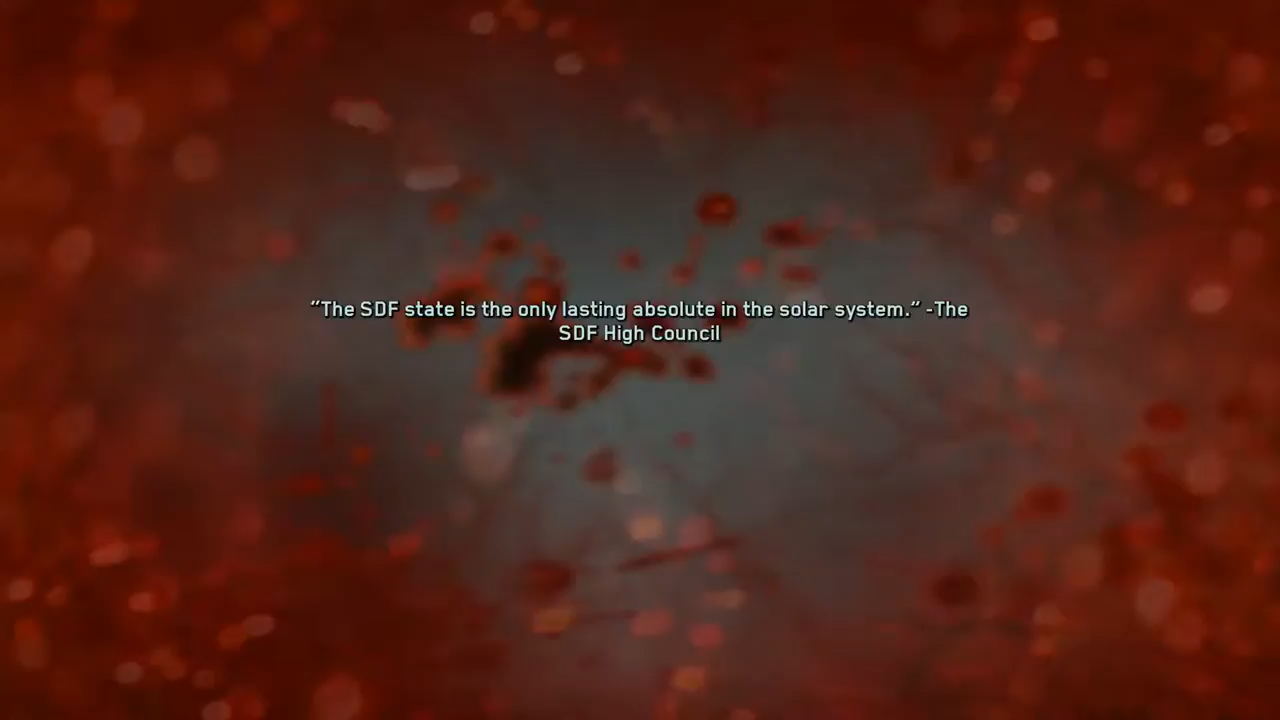 “The SDF state is the only lasting absolute in the solar system.” -The
SDF High Council